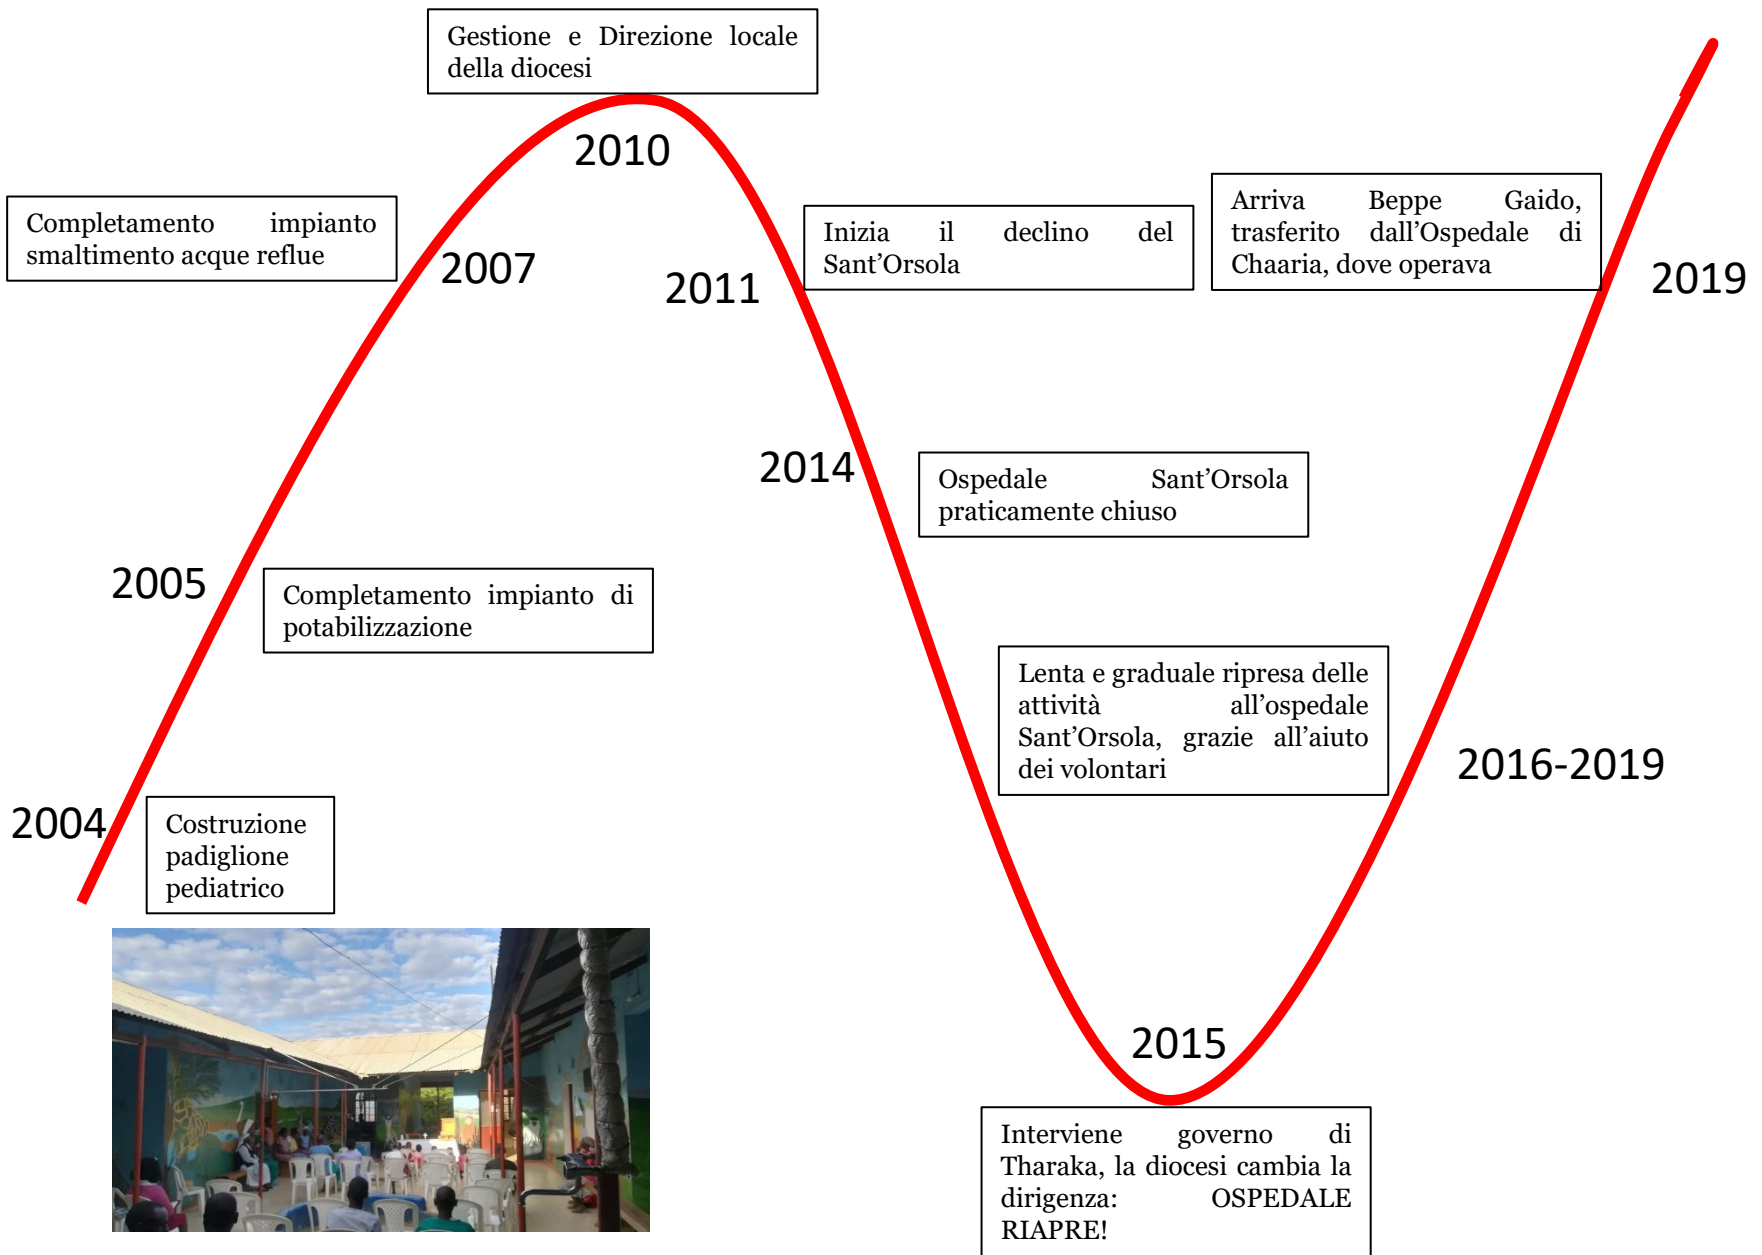 Gestione e Direzione locale
della diocesi
2010
Completamento impianto
smaltimento acque reflue
2007
2011
Inizia il declino del
Sant’Orsola
Arriva Beppe Gaido,
trasferito dall’Ospedale di
Chaaria, dove operava
2019
2014
Ospedale Sant’Orsola
praticamente chiuso
2005
Completamento impianto di
potabilizzazione
Lenta e graduale ripresa delle
attività all’ospedale
Sant’Orsola, grazie all’aiuto
dei volontari
2016-2019
2004
Costruzione
padiglione
pediatrico
2015
Interviene governo di
Tharaka, la diocesi cambia la
dirigenza: OSPEDALE
RIAPRE!